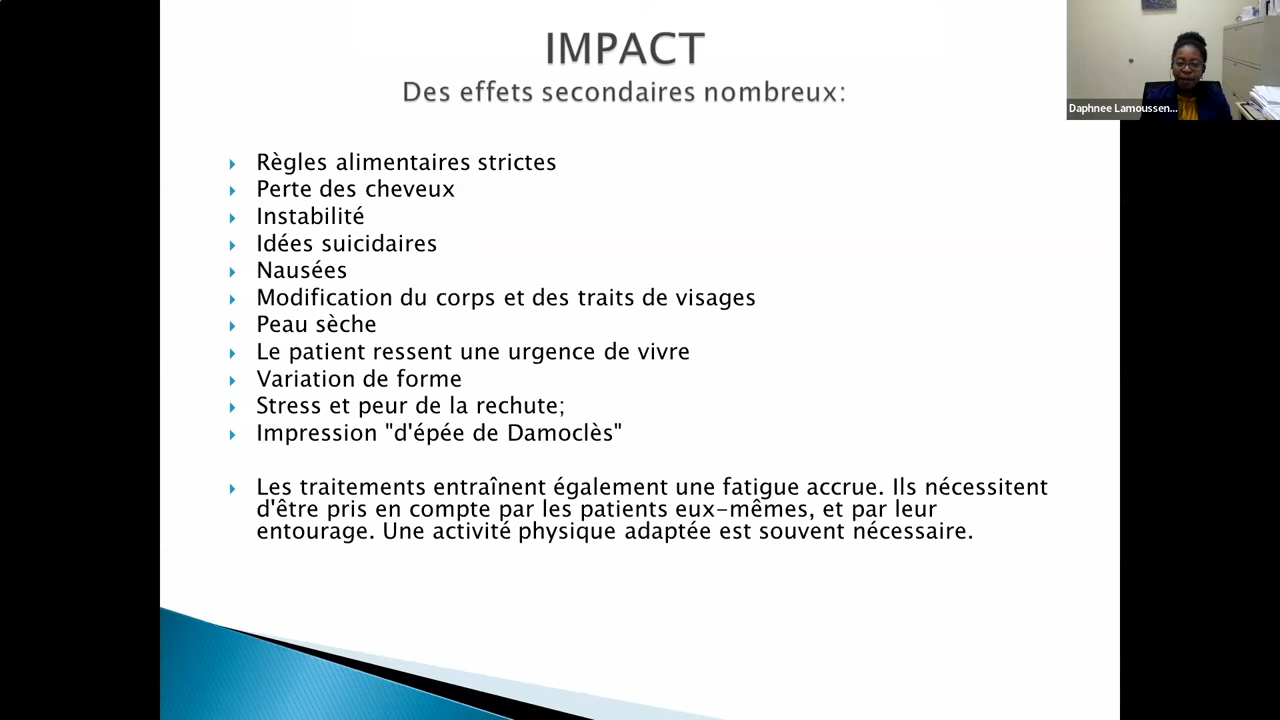 IMPACT
Des effets secondaires nombreux:
Daphnee Lamoussen...
Règles alimentaires strictes
Perte des cheveux
Instabilité
Idées suicidaires
Nausées
Modification du corps et des traits de visages
Peau sèche
Le patient ressent une urgence de vivre
Variation de forme
Stress et peur de la rechute;
Impression "d'épée de Damoclès"
Les traitements entraînent également une fatigue accrue. Ils nécessitent
d'être pris en compte par les patients eux-mêmes, et par leur
entourage. Une activité physique adaptée est souvent nécessaire.